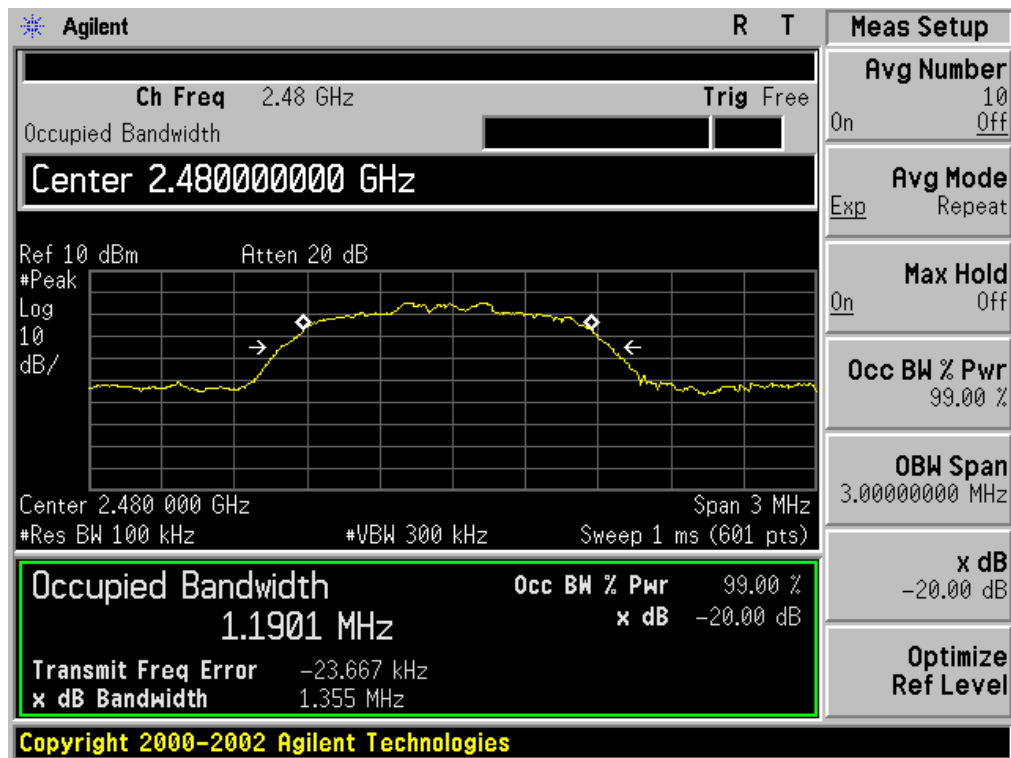 Agilent R T Meas Setup
Ch Freq 2.48 GHz Trig Free
Occupied Bandwidth
Center 2.480000000 GHz
Ref 10 dBm Atten 20 dB
#Peak
Log
10
dB/
Center 2.480 000 GHz Span 3 MHz
#Res BW 100 kHz #VBW 300 kHz Sweep 1 ms (601 pts)
Occupied Bandwidth Occ BW % Pwr 99.00 %
1.1901 MHz x dB -20.00 dB
Transmit Freq Error -23.667 kHz
x dB Bandwidth 1.355 MHz
Copyright 2000-2002 Agilent Technologies
Avg Number
10
On Off
Avg Mode
Exp Repeat
Max Hold
On Off
Occ BW % Pwr
99.00 %
OBW Span
3.00000000 MHz
x dB
-20.00 dB
Optimize
Ref Level